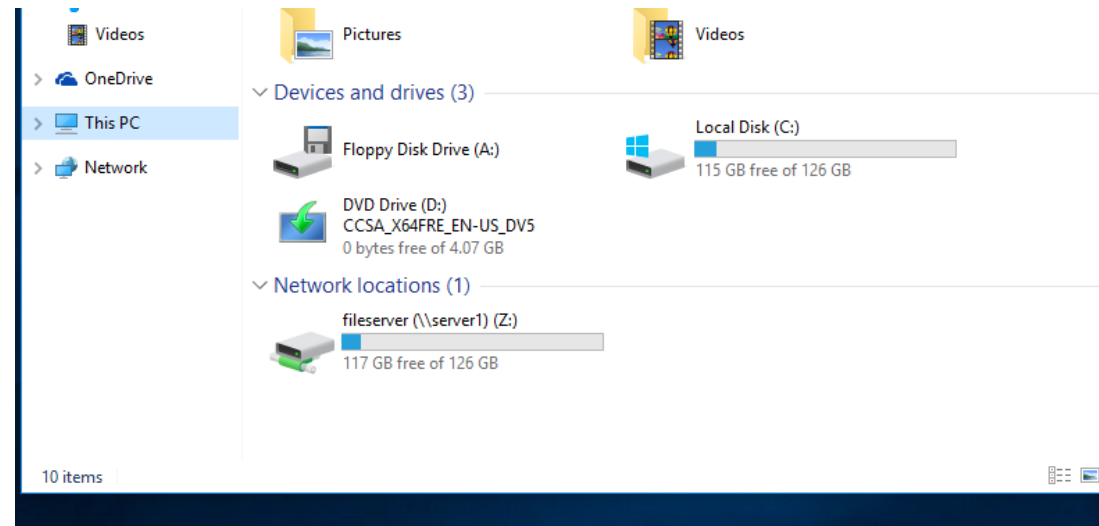 Videos
OneDrive
This PC
Network
Pictures
Videos
Devices and drives (3)
Floppy Disk Drive (A:)
Local Disk (C:)
115 GB free of 126 GB
DVD Drive (D:)
CCSA_X64FRE_EN-US_DV5
0 bytes free of 4.07 GB
Network locations (1)
fileserver (\\server1) (Z:)
117 GB free of 126 GB
10 items